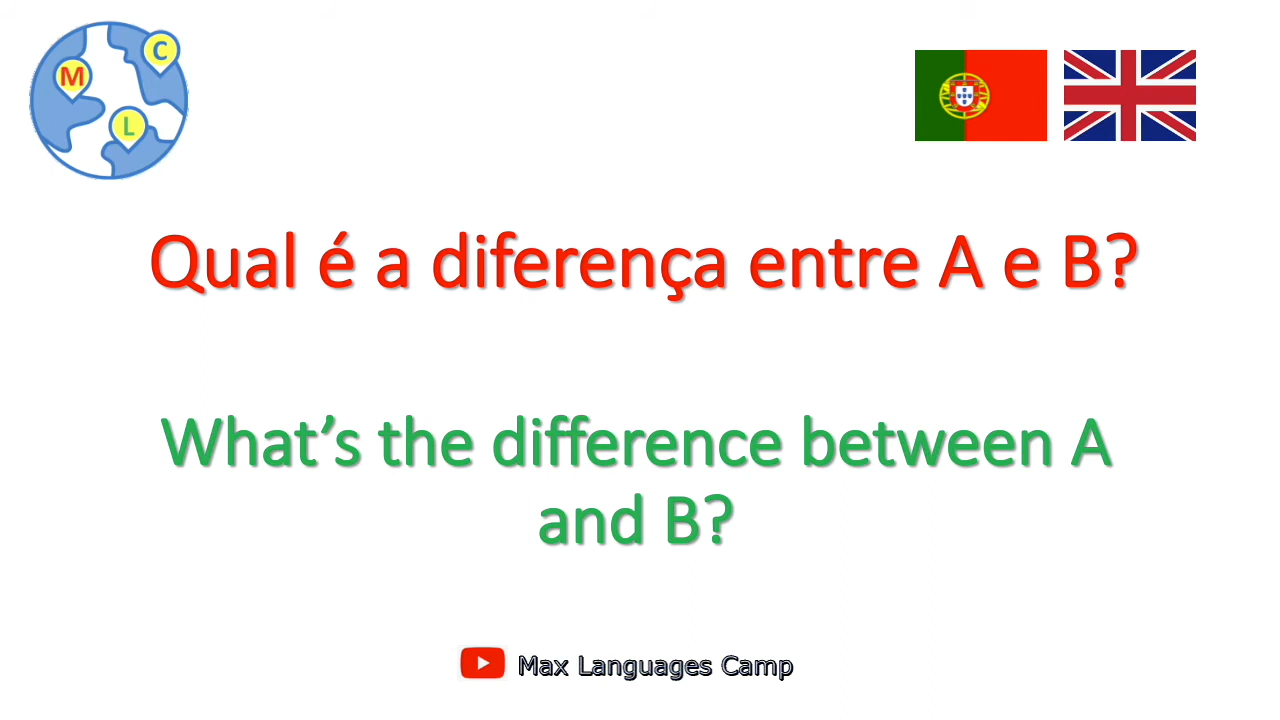 M
C
L
Qual é a diferença entre A e B?
What’s the difference between A
and B?
Max Languages Camp